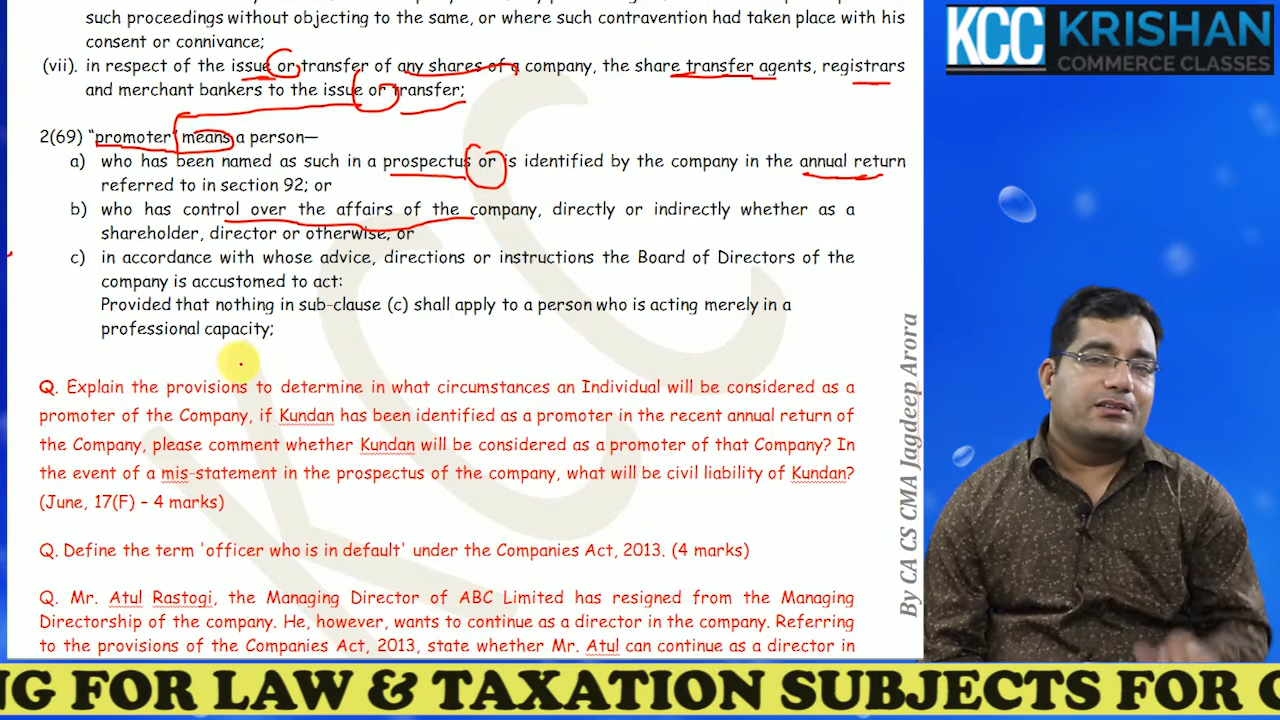 such proceedings without objecting to the same, or where such contravention had taken place with his
consent or connivance;
(vii). in respect of the issue or transfer of any shares of a company, the share transfer agents, registrars
and merchant bankers to the issue or transfer;
2(69) "promoter" means a person—
a) who has been named as such in a prospectus or is identified by the company in the annual return
referred to in section 92; or
b) who has control over the affairs of the company, directly or indirectly whether as a
shareholder, director or otherwise, or
c) in accordance with whose advice, directions or instructions the Board of Directors of the
company is accustomed to act:
Provided that nothing in sub-clause (c) shall apply to a person who is acting merely in a
professional capacity;
Q. Explain the provisions to determine in what circumstances an Individual will be considered as a
promoter of the Company, if Kundan has been identified as a promoter in the recent annual return of
the Company, please comment whether Kundan will be considered as a promoter of that Company? In
the event of a mis-statement in the prospectus of the company, what will be civil liability of Kundan?
(June, 17(F) – 4 marks)
Q. Define the term 'officer who is in default' under the Companies Act, 2013. (4 marks)
Q. Mr. Atul Rastogi, the Managing Director of ABC Limited has resigned from the Managing
Directorship of the company. He, however, wants to continue as a director in the company. Referring
to the provisions of the Companies Act, 2013, state whether Mr. Atul can continue as a director in
By CA CS CMA Jagdeep Arora
KCC KRISHAN
COMMERCE CLASSES
NG FOR LAW & TAXATION SUBJECTS FOR